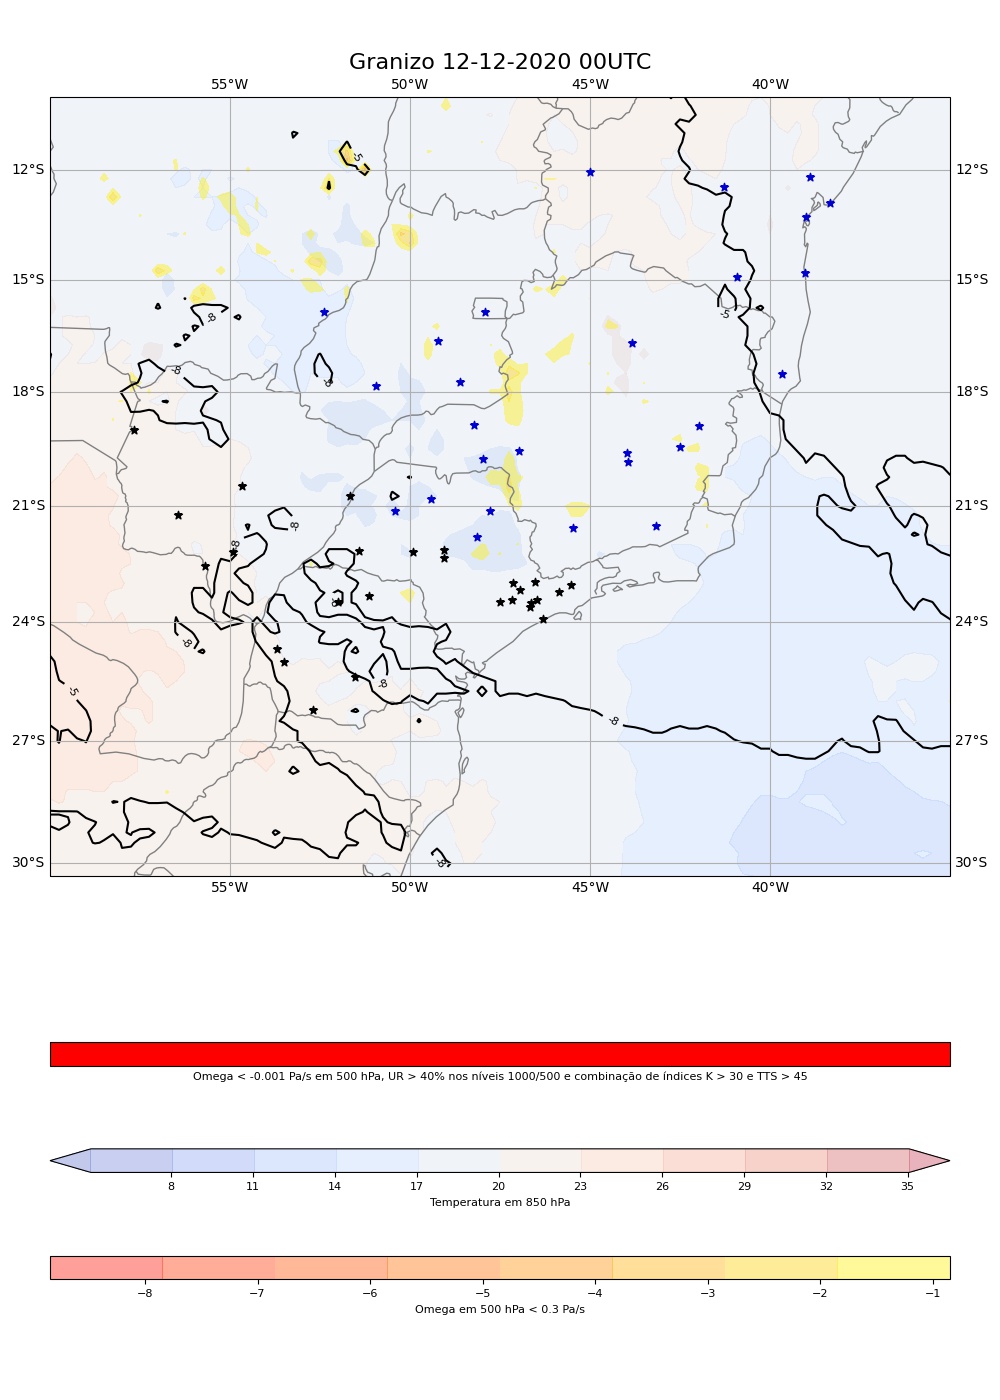 Granizo 12-12-2020 00UTC
55°W 50°W 45°W 40°W
-5
12°S 12°S
15°S 15°S
-8 -5
-8 -8
18°S 18°S
21°S 21°S
-8
-8
-8
24°S 24°S
-8
-5 -8
-8
27°S 27°S
30°S -8 30°S
55°W 50°W 45°W 40°W
Omega < -0.001 Pa/s em 500 hPa, UR > 40% nos níveis 1000/500 e combinação de índices K > 30 e TTS > 45
8 11 14 17 20 23 26 29 32 35
Temperatura em 850 hPa
−8 −7 −6 −5 −4 −3 −2 −1
Omega em 500 hPa < 0.3 Pa/s